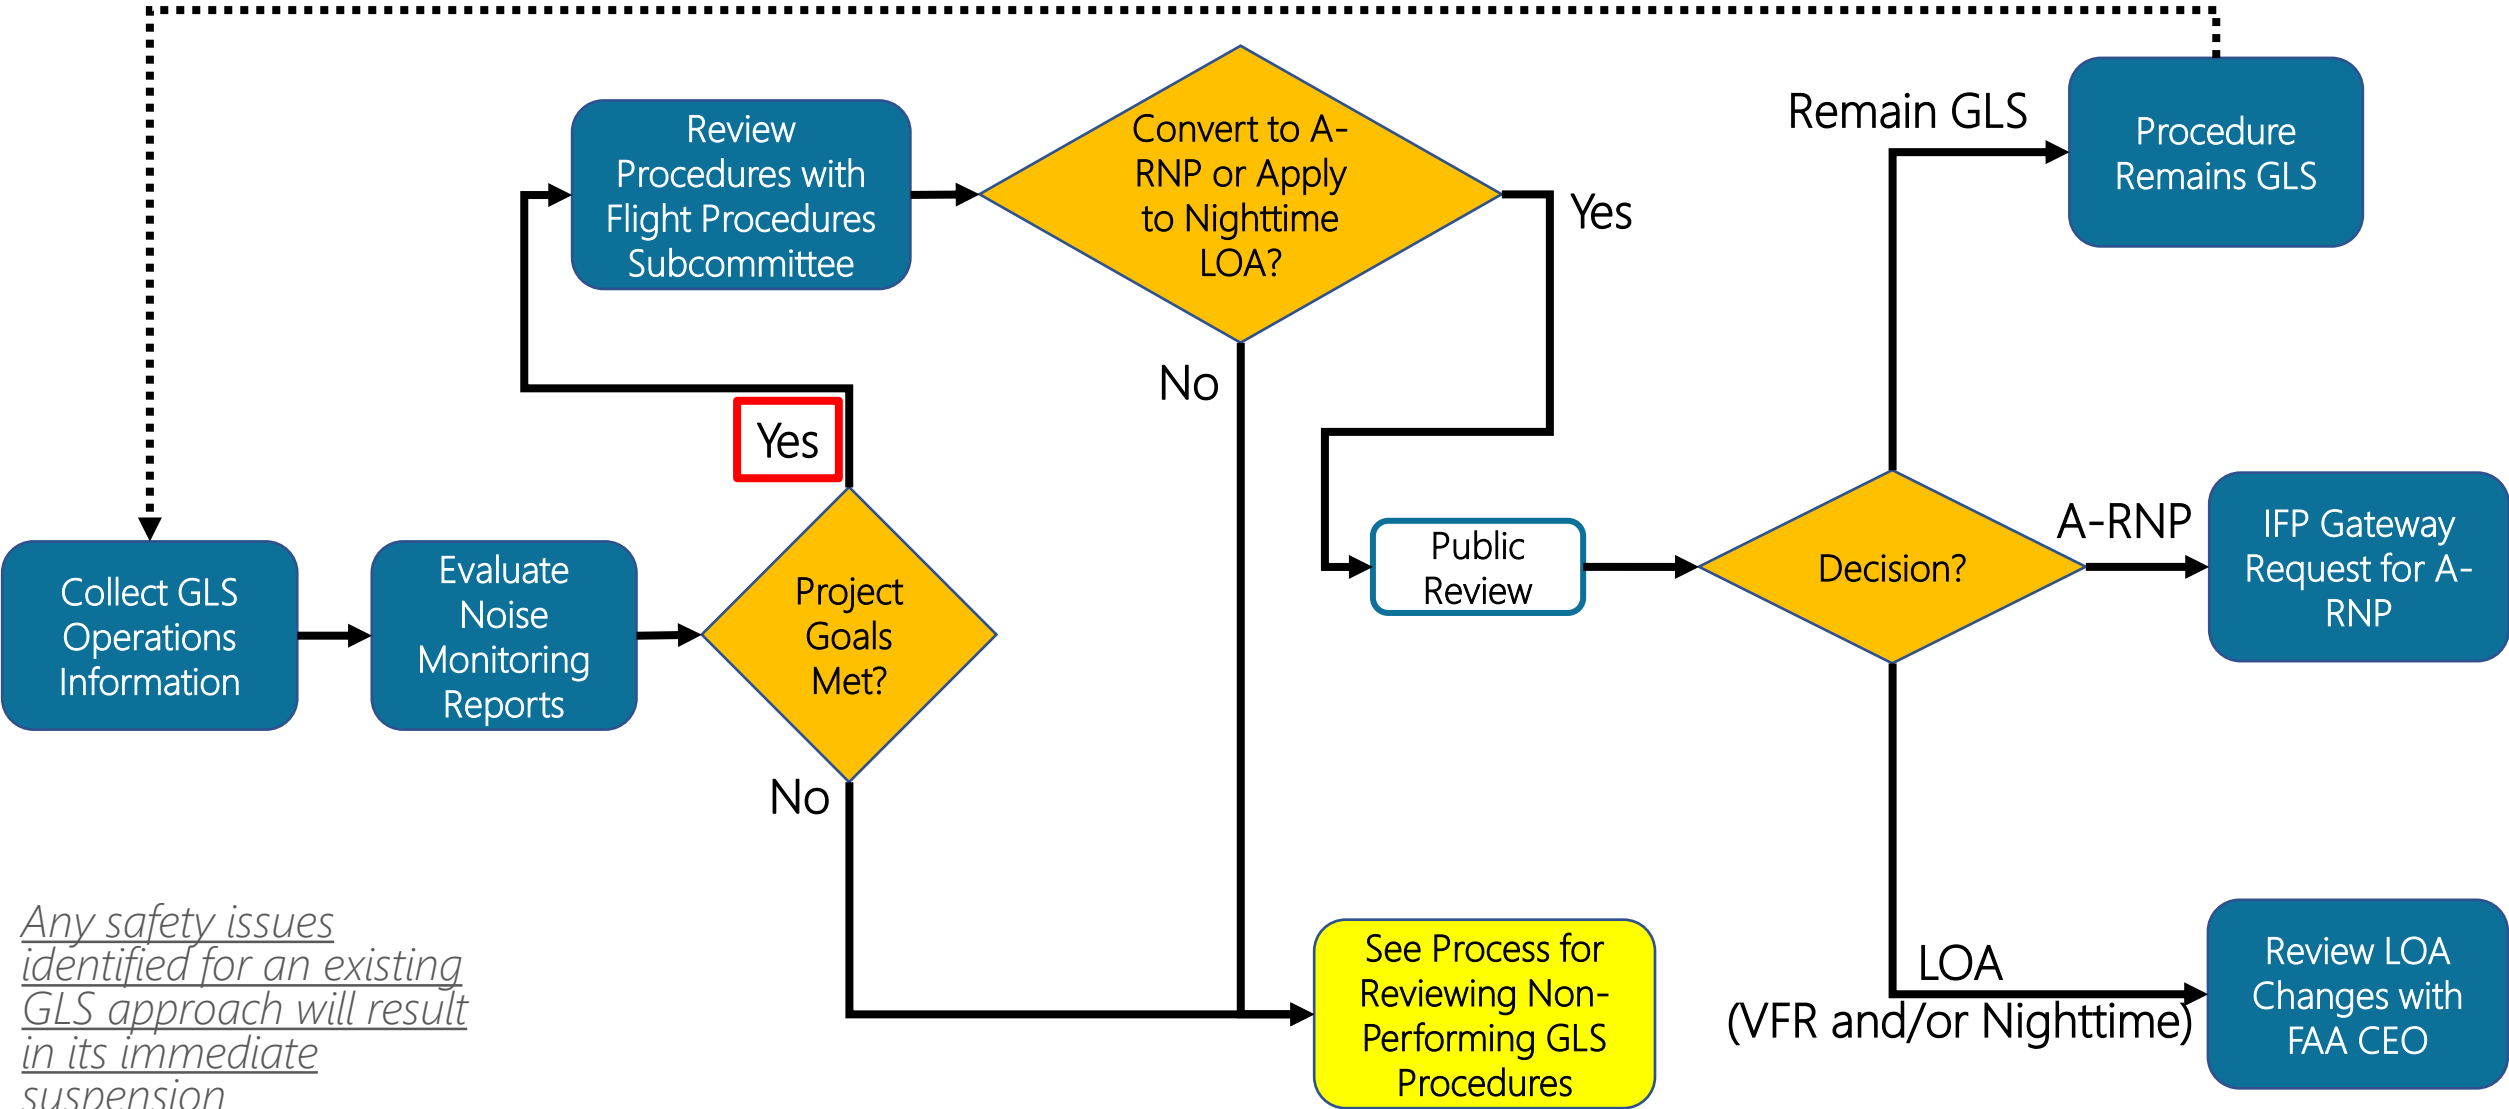 Review
Procedures with
Flight Procedures
Subcommittee
Convert to A-
RNP or Apply
to Nighttime
LOA?
Yes
No
Remain GLS
Procedure
Remains GLS
Yes
Collect GLS
Operations
Information
Evaluate
Noise
Monitoring
Reports
Project
Goals
Met?
No
Public
Review
Decision?
A-RNP
IFP Gateway
Request for A-
RNP
Any safety issues
identified for an existing
GLS approach will result
in its immediate
suspension
See Process for
Reviewing Non-
Performing GLS
Procedures
LOA
(VFR and/or Nighttime)
Review LOA
Changes with
FAA CEO